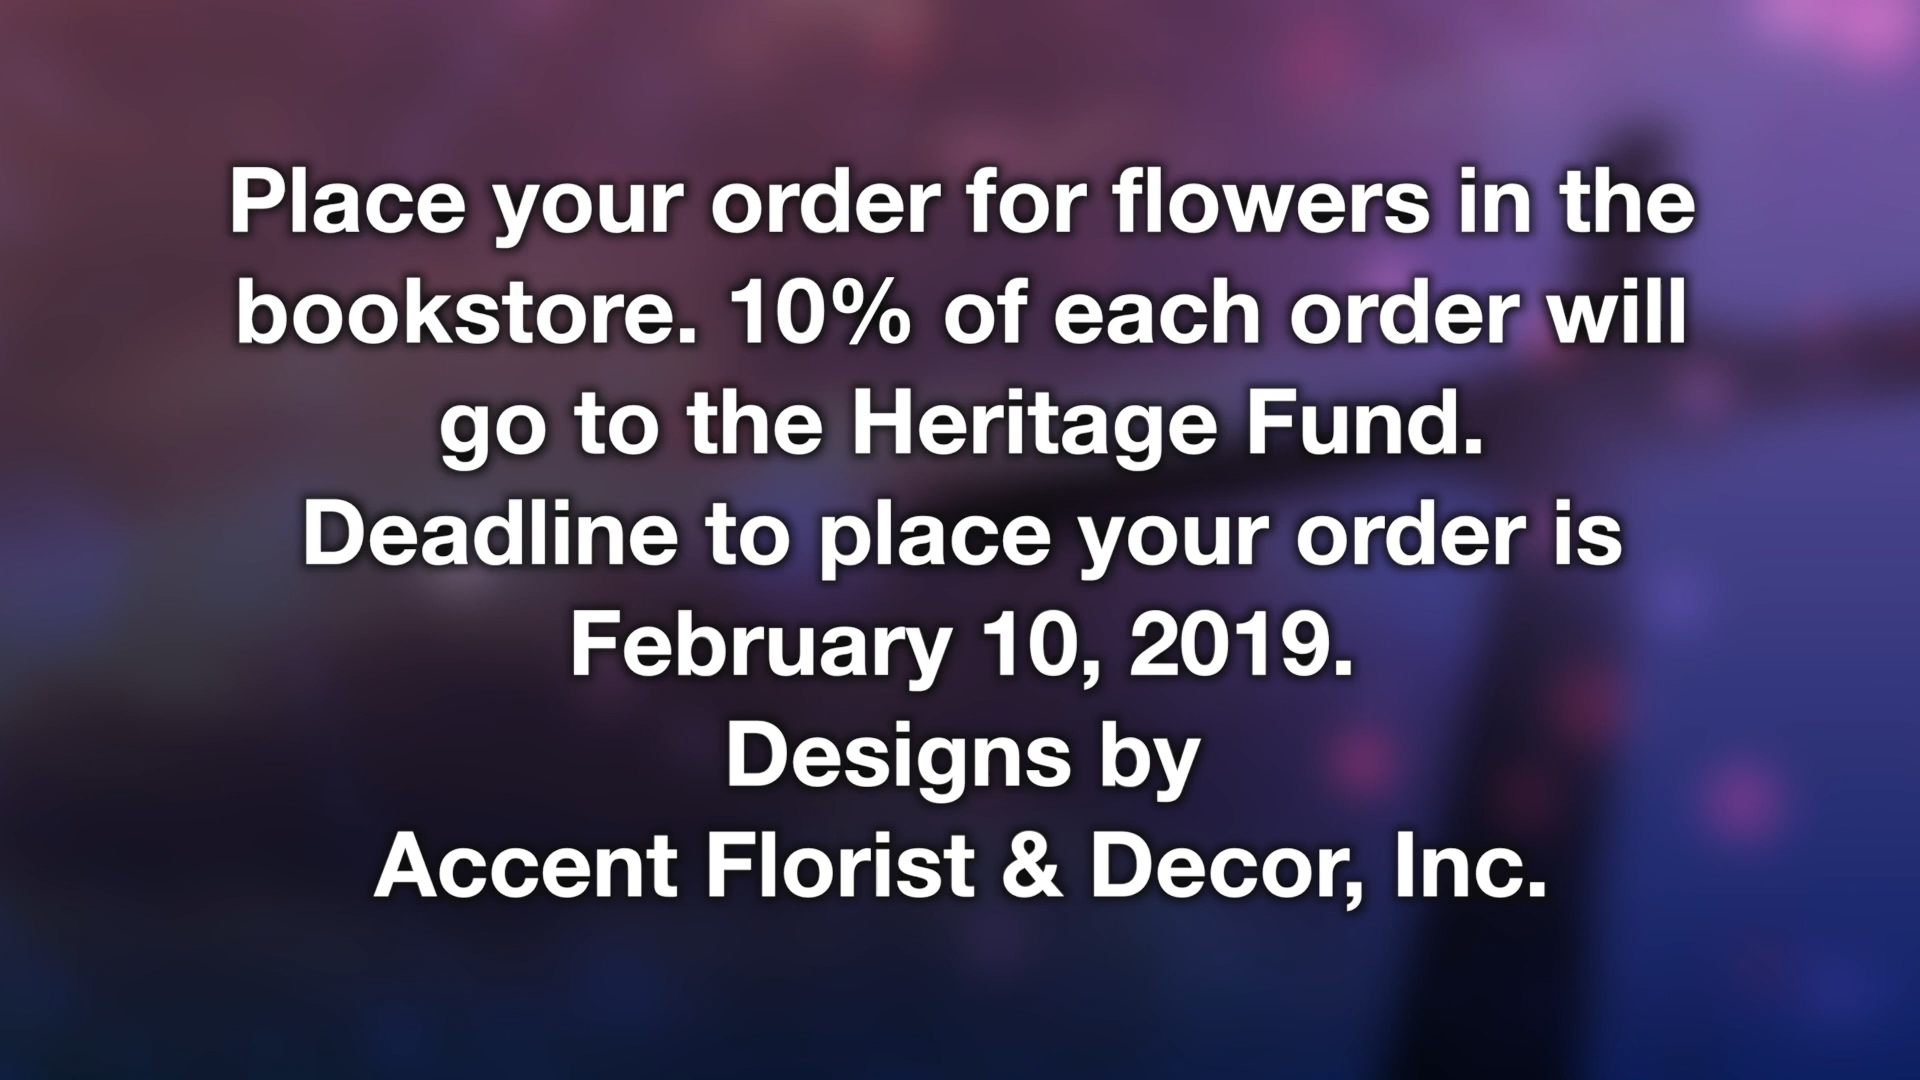 Place your order for flowers in the
bookstore. 10% of each order will
go to the Heritage Fund.
Deadline to place your order is
February 10, 2019.
Designs by
Accent Florist & Decor, Inc.